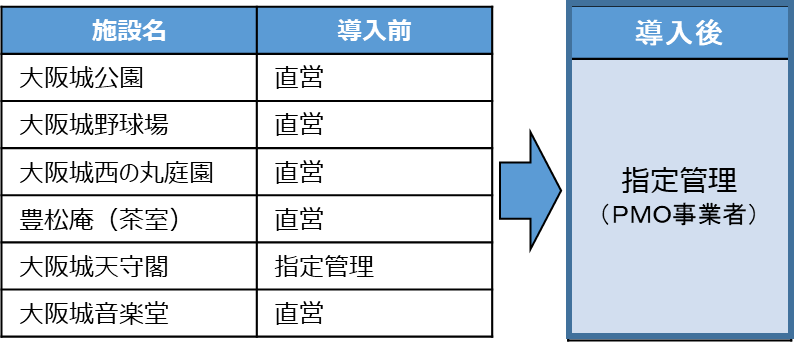 施設名 導入前
大阪城公園 直営
大阪城野球場 直営
大阪城西の丸庭園 直営
豊松庵（茶室） 直営
大阪城天守閣 指定管理
大阪城音楽堂 直営
導入後
指定管理
（PMO事業者）